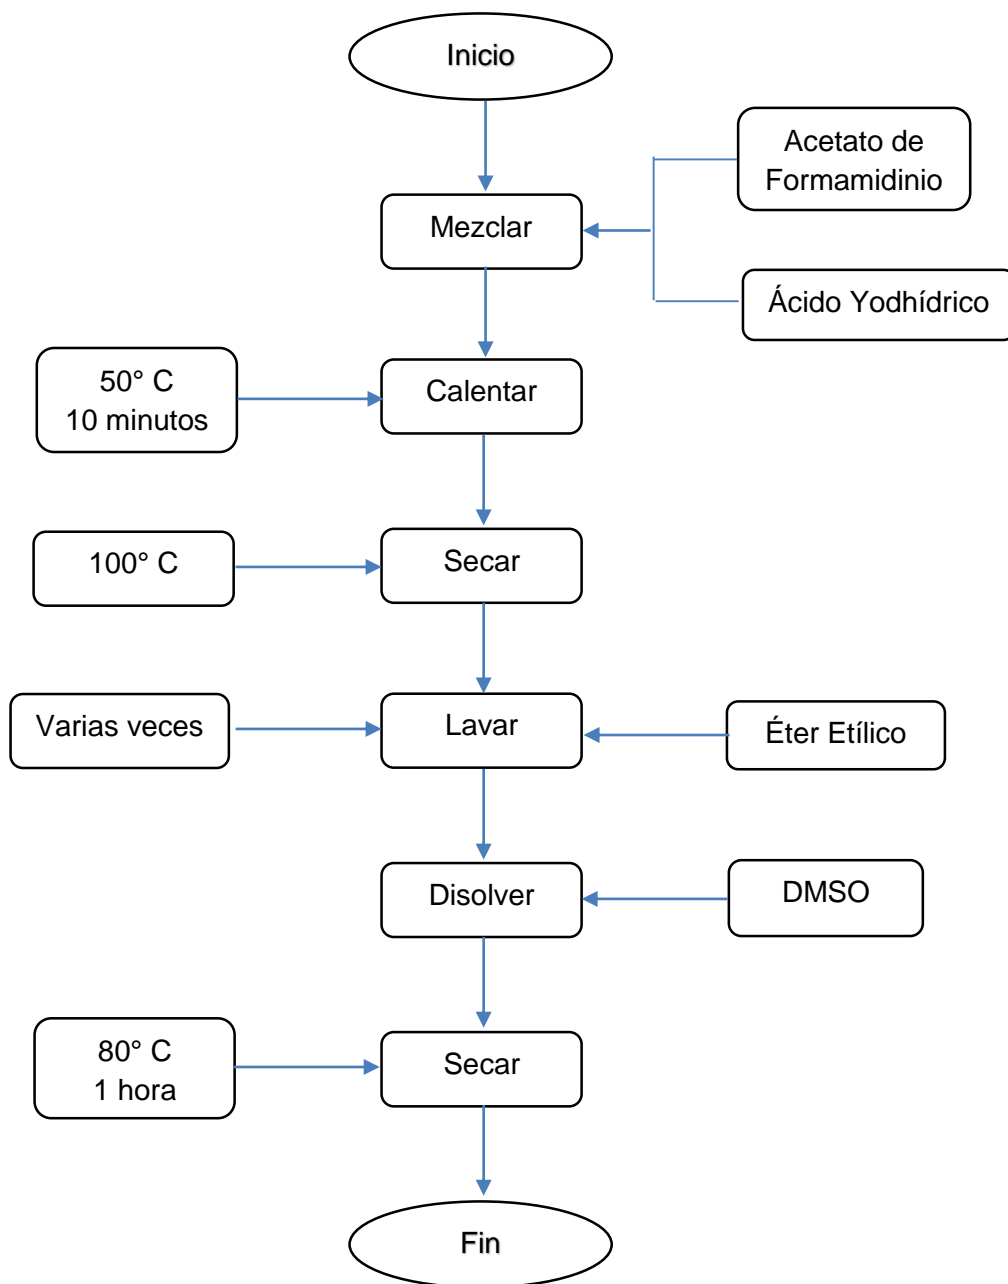 Inicio
Acetato de
Formamidinio
Mezclar
Ácido Yodhídrico
50° C
10 minutos
Calentar
100° C
Secar
Varias veces
Lavar
Éter Etílico
Disolver
DMSO
80° C
1 hora
Secar
Fin